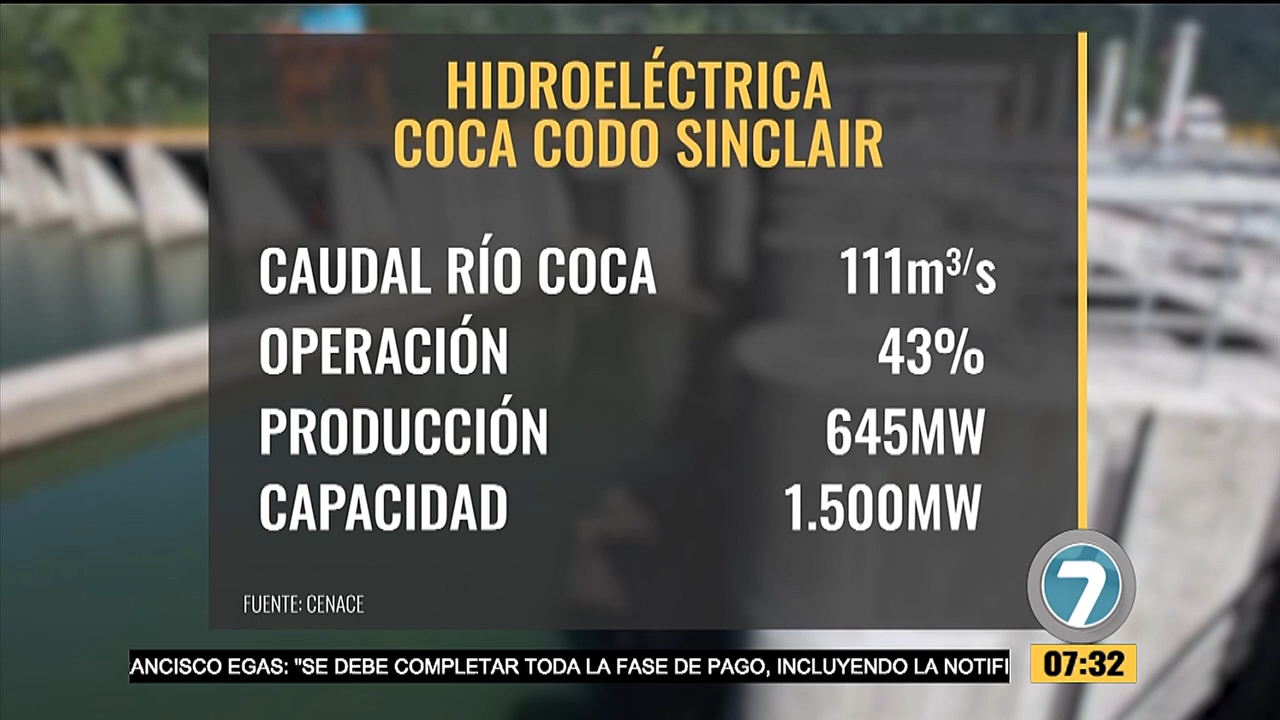 HIDROELÉCTRICA
COCA CODO SINCLAIR
CAUDAL RÍO COCA 111m³/s
OPERACIÓN 43%
PRODUCCIÓN 645MW
CAPACIDAD 1.500MW
FUENTE: CENACE
7
ANCISCO EGAS: "SE DEBE COMPLETAR TODA LA FASE DE PAGO, INCLUYENDO LA NOTIFI
07:32